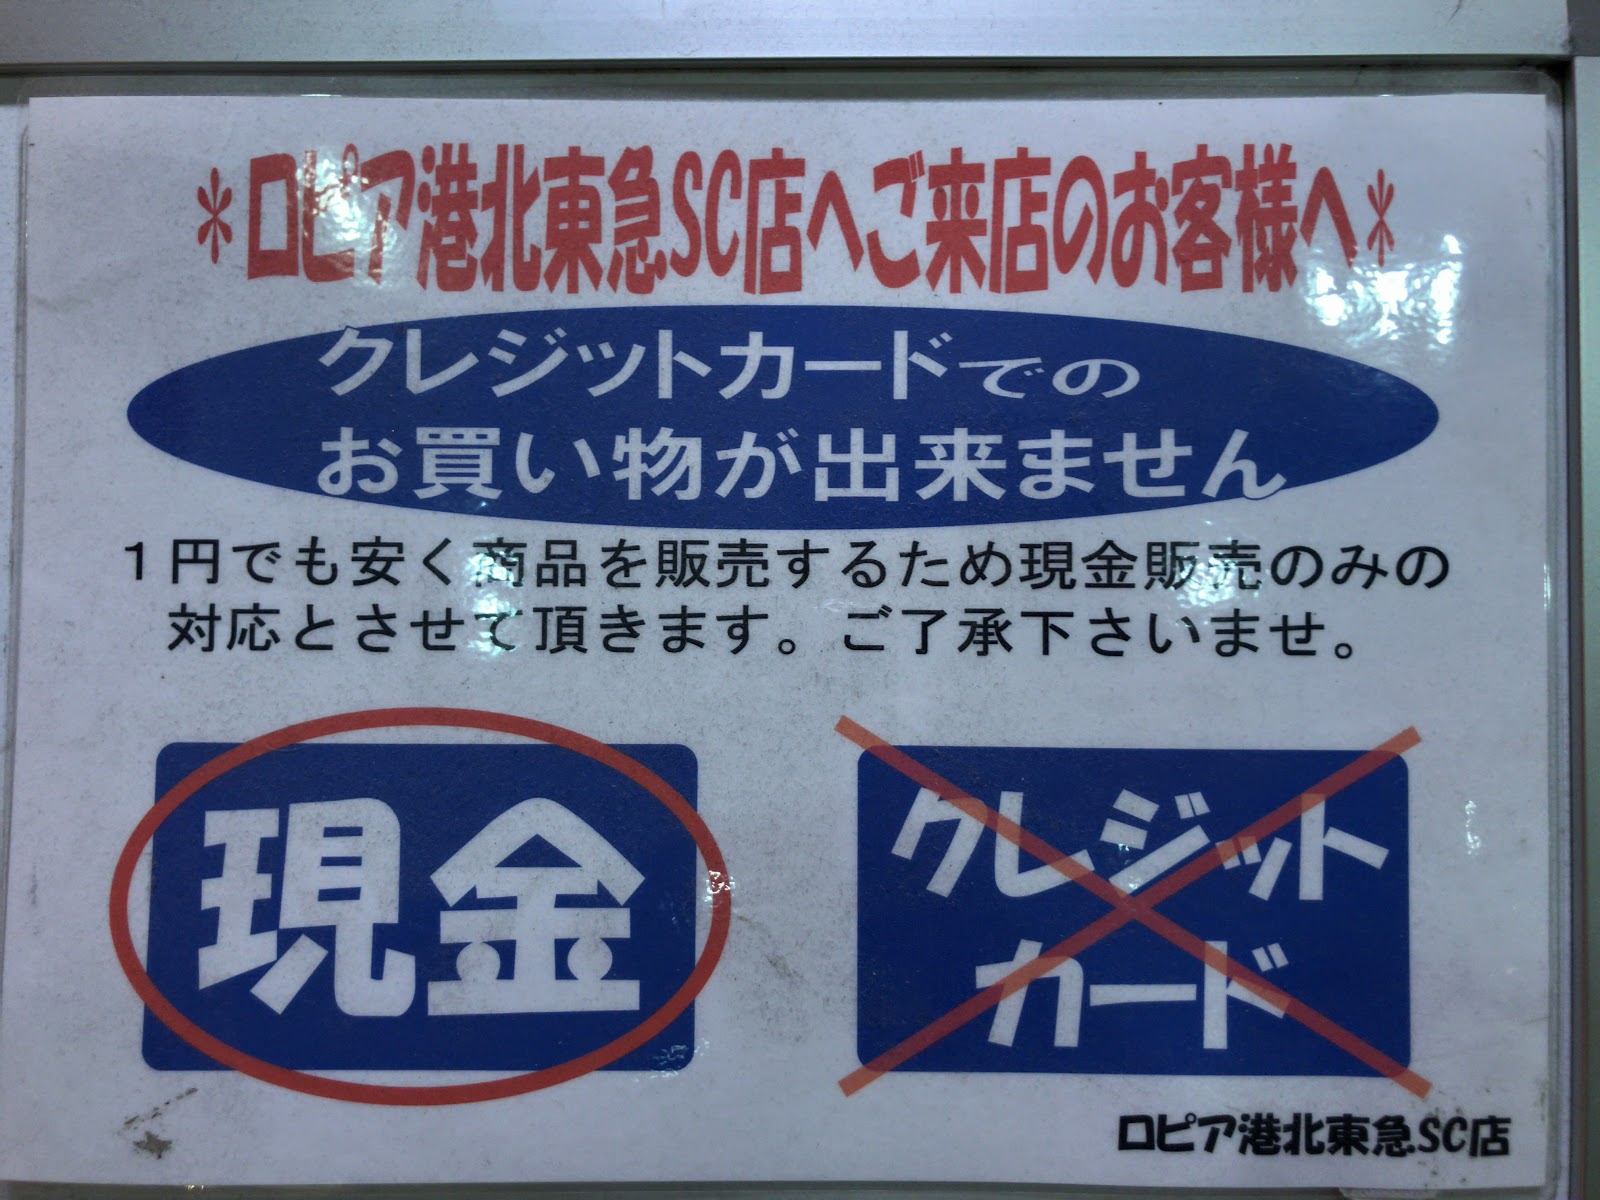 ＊ロピア港北東急SC店へご来店のお客様へ＊
クレジットカードでの
お買い物が出来ません
１円でも安く商品を販売するため現金販売のみの
対応とさせて頂きます。ご了承下さいませ。
現金
クレジット
カード
ロピア港北東急SC店